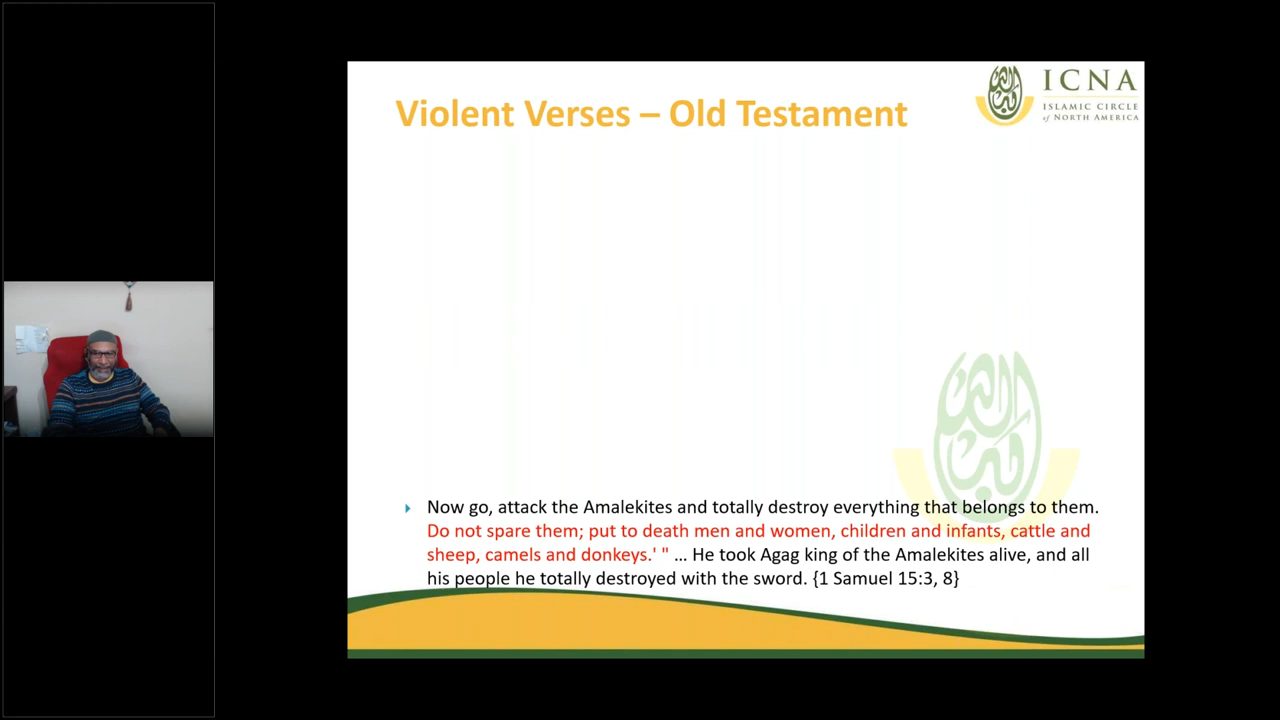 Violent Verses – Old Testament
ICNA
ISLAMIC CIRCLE
of NORTH AMERICA
Now go, attack the Amalekites and totally destroy everything that belongs to them.
Do not spare them; put to death men and women, children and infants, cattle and
sheep, camels and donkeys.' " ... He took Agag king of the Amalekites alive, and all
his people he totally destroyed with the sword. {1 Samuel 15:3, 8}